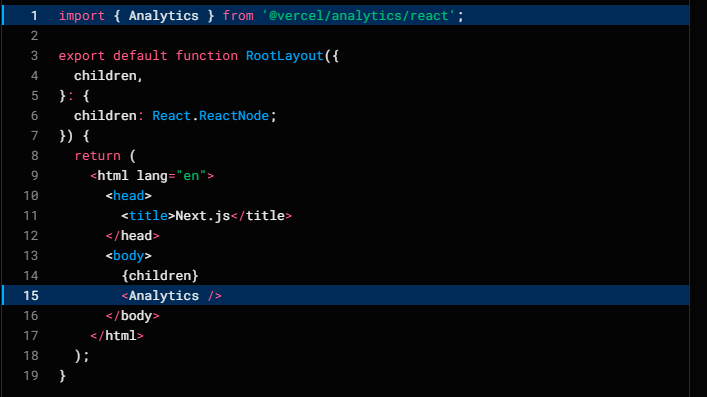 1 import { Analytics } from '@vercel/analytics/react';
2
3 export default function RootLayout({
4   children,
5 }: {
6   children: React.ReactNode;
7 }) {
8   return (
9     <html lang="en">
10       <head>
11         <title>Next.js</title>
12       </head>
13       <body>
14         {children}
15         <Analytics />
16       </body>
17     </html>
18   );
19 }